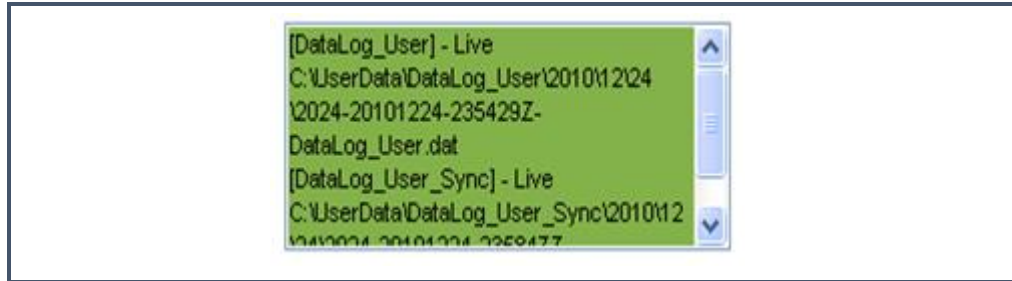 [DataLog_User] - Live
C:\UserData\DataLog_User\2010\12\24
\2024-20101224-235429Z-
DataLog_User.dat
[DataLog_User_Sync] - Live
C:\UserData\DataLog_User_Sync\2010\12